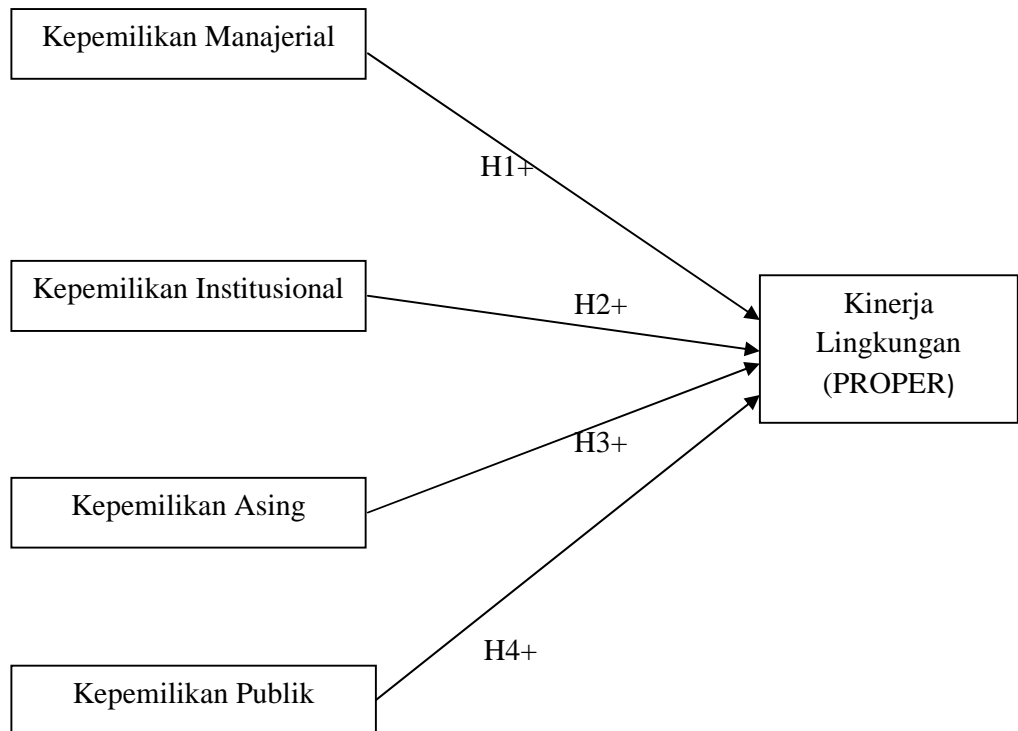 Kepemilikan Manajerial
H1+
Kepemilikan Institusional
H2+
Kinerja
Lingkungan
(PROPER)
H3+
Kepemilikan Asing
H4+
Kepemilikan Publik